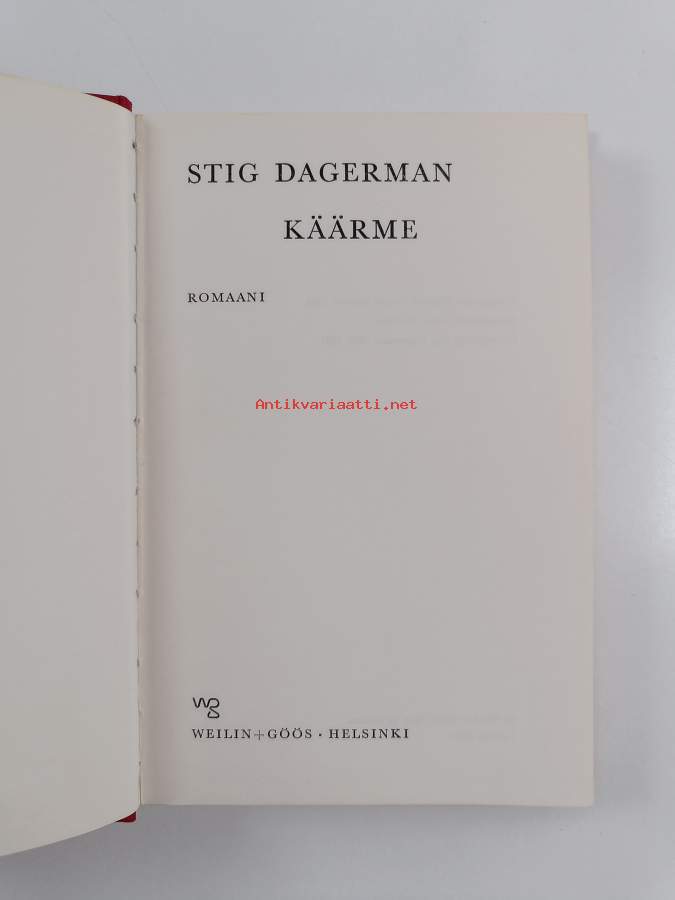 STIG DAGERMAN
KÄÄRME
ROMAANI
Antikvariaatti.net
WEILIN+GÖÖS · HELSINKI